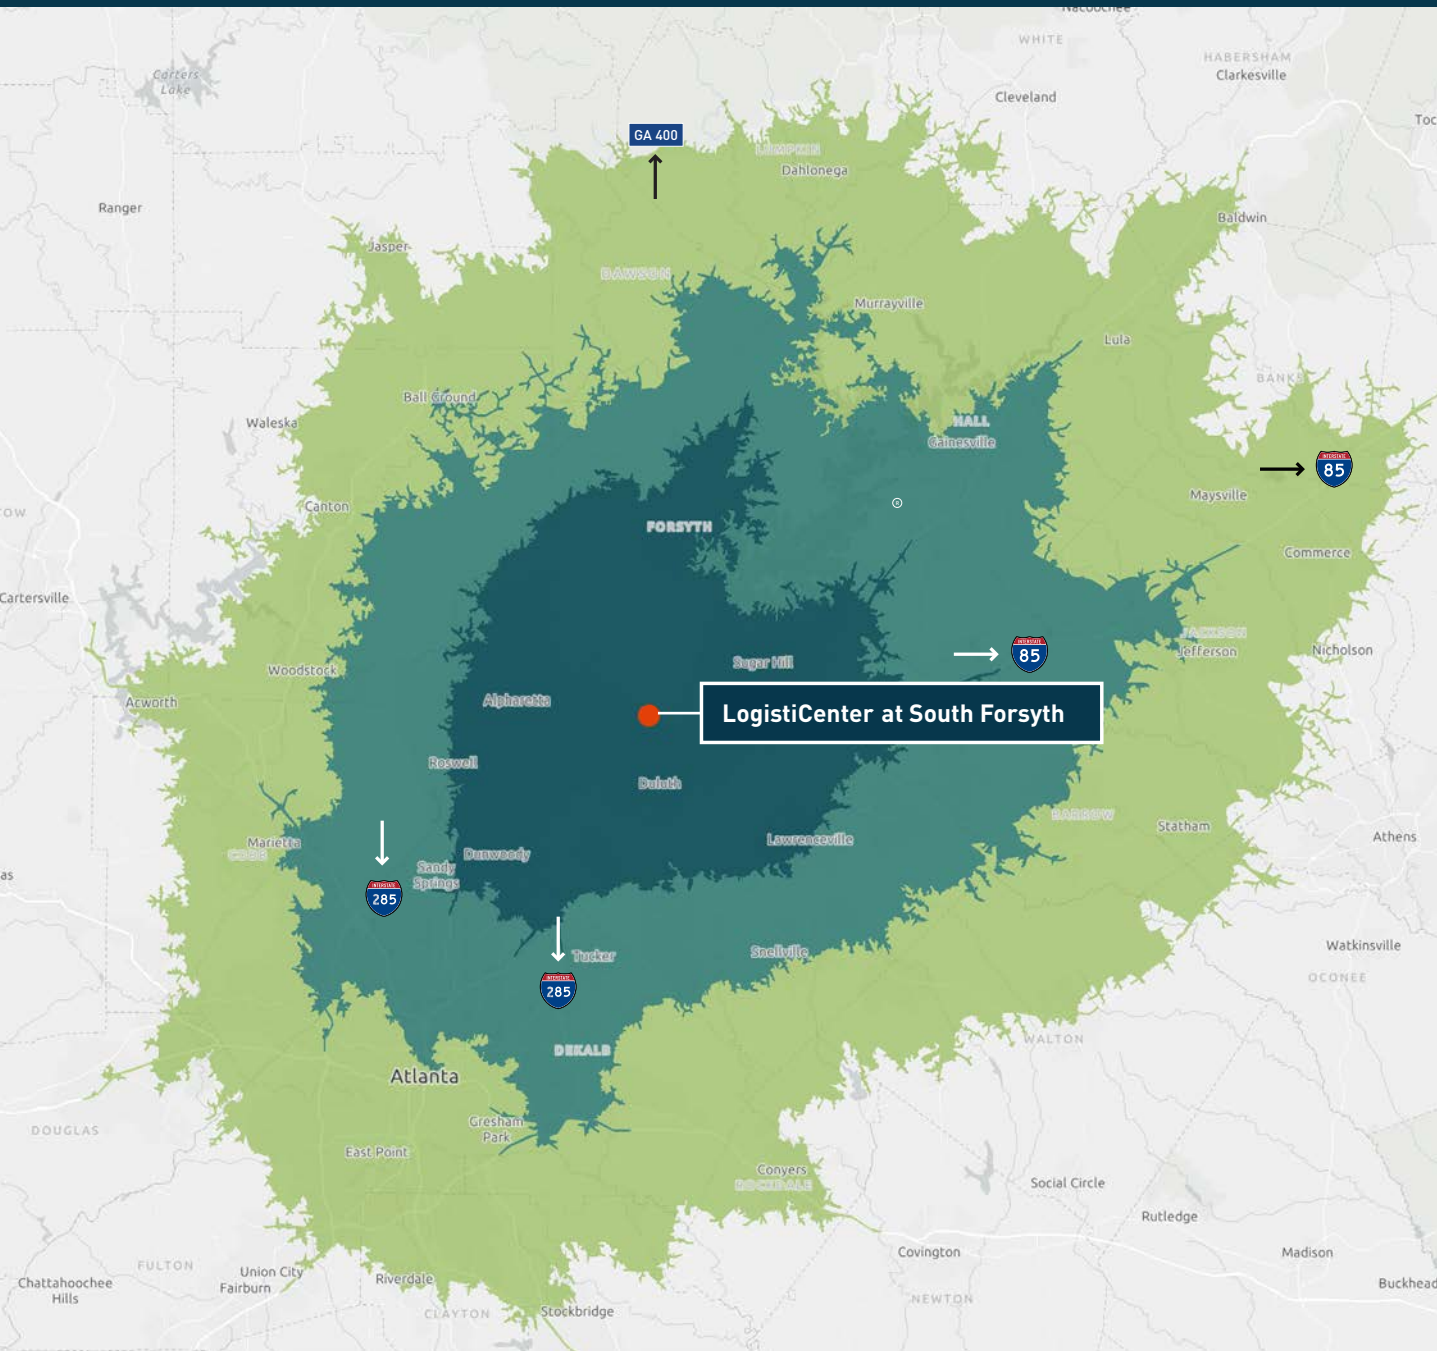 WHITE
HABERSHAM
Clarkesville
Carters
Lake
Cleveland
GA 400
LUMPKIN
Dahlonega
Ranger
Baldwin
Jasper
DAWSON
Murrayville
Lula
BANKS
Ball Ground
Waleska
HALL
Gainesville
INTERSTATE
85
Maysville
Canton
FORSYTH
Commerce
Cartersville
JACKSON
Jefferson
Nicholson
INTERSTATE
85
Sugar Hill
Woodstock
Acworth
Alpharetta
LogistiCenter at South Forsyth
Roswell
Duluth
BARROW
Statham
Athens
Marietta
COBB
Lawrenceville
Dunwoody
Sandy
Springs
INTERSTATE
285
Tucker
Snellville
Watkinsville
OCONEE
INTERSTATE
285
WALTON
DEKALB
Atlanta
DOUGLAS
Gresham
Park
East Point
Conyers
ROCKDALE
Social Circle
Rutledge
Covington
Madison
FULTON
Union City
Fairburn
Riverdale
Chattahoochee
Hills
Buckhead
NEWTON
CLAYTON
Stockbridge